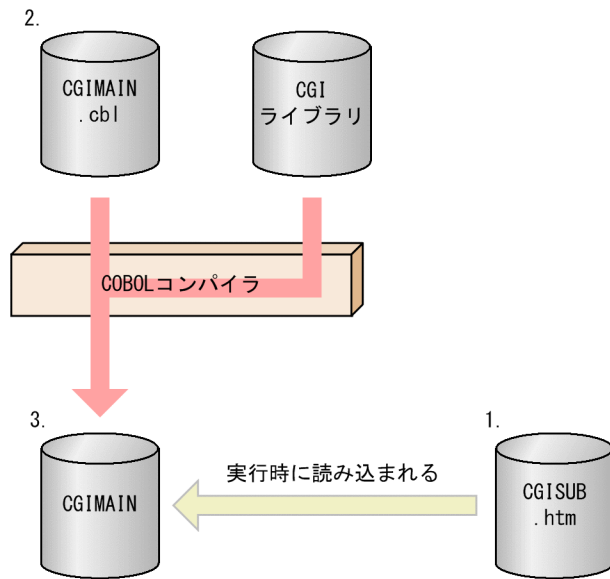 2.
CGIMAIN
.cbl
CGI
ライブラリ
COBOLコンパイラ
3.
1.
実行時に読み込まれる
CGIMAIN
CGISUB
.htm